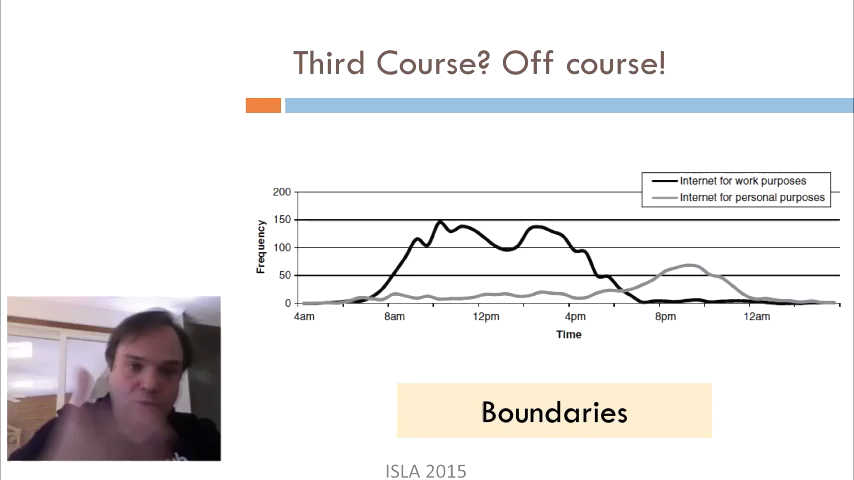 Third Course? Off course!
Internet for work purposes
Internet for personal purposes
200
150
100
50
0
Frequency
4am 8am 12pm 4pm 8pm 12am
Time
Boundaries
ISLA 2015